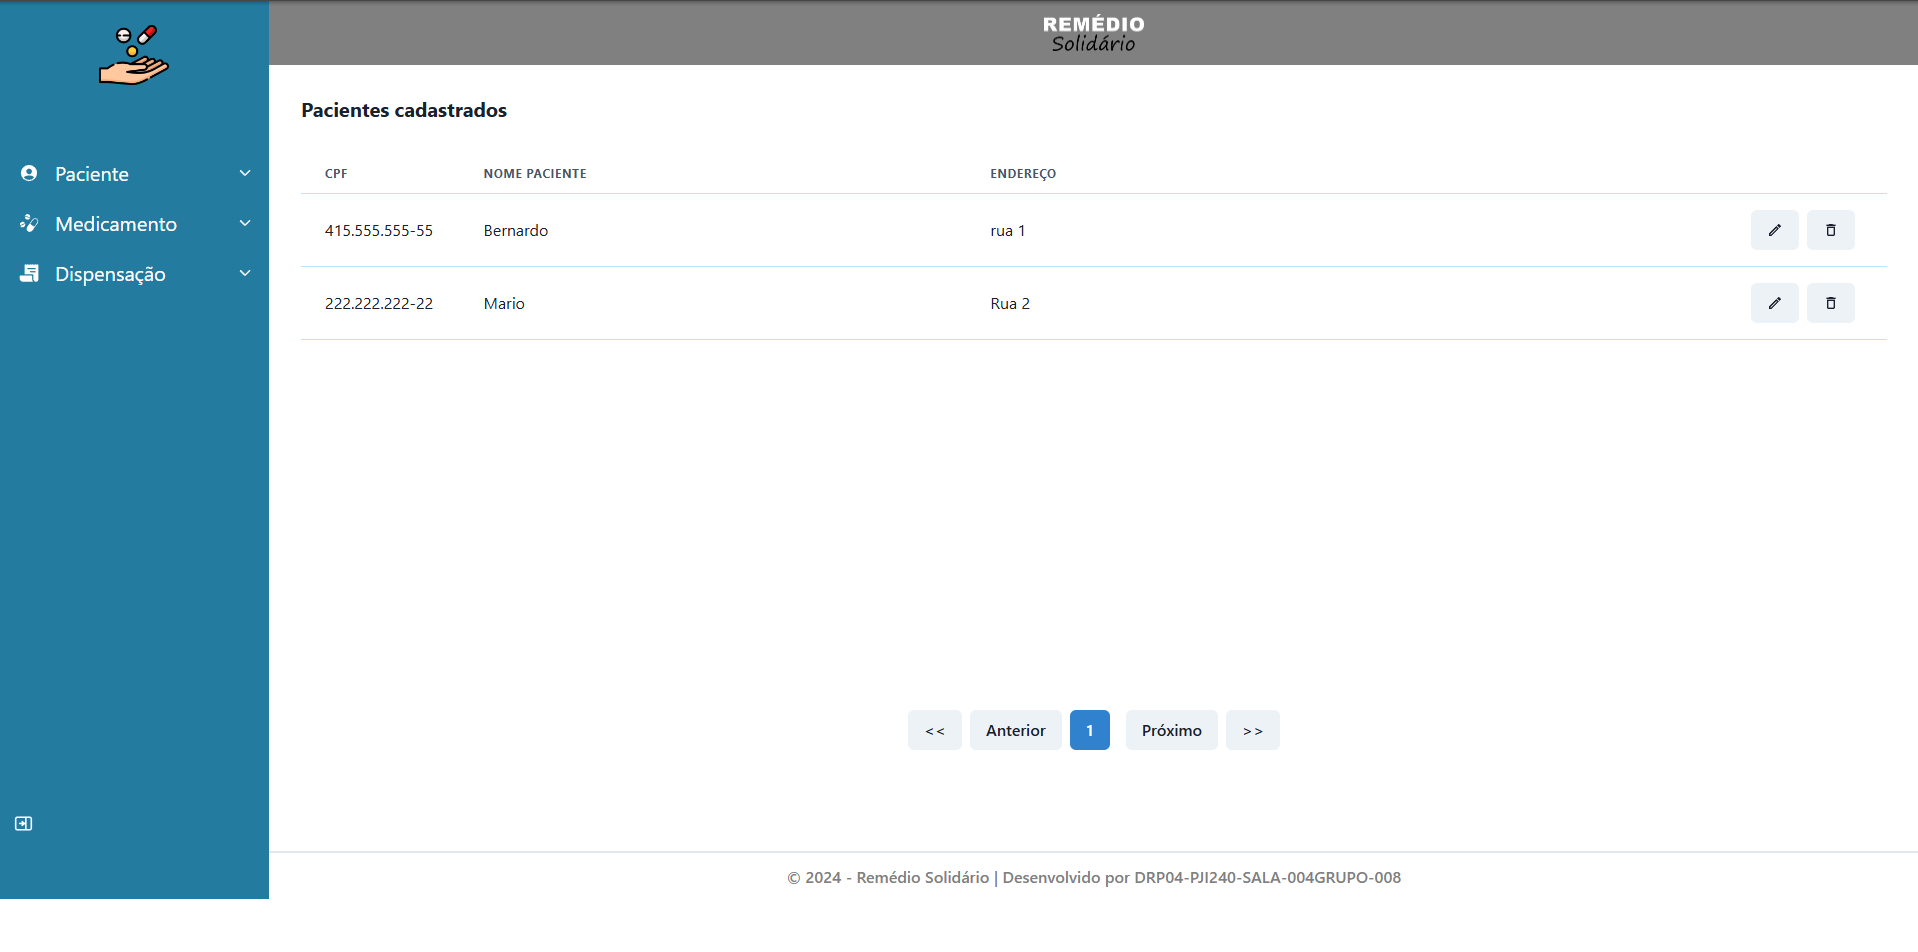 REMÉDIO
Solidário
Paciente
Medicamento
Dispensação
Pacientes cadastrados
CPF NOME PACIENTE ENDEREÇO
415.555.555-55 Bernardo rua 1
222.222.222-22 Mario Rua 2
<< Anterior 1 Próximo >>
© 2024 - Remédio Solidário | Desenvolvido por DRP04-PJI240-SALA-004GRUPO-008